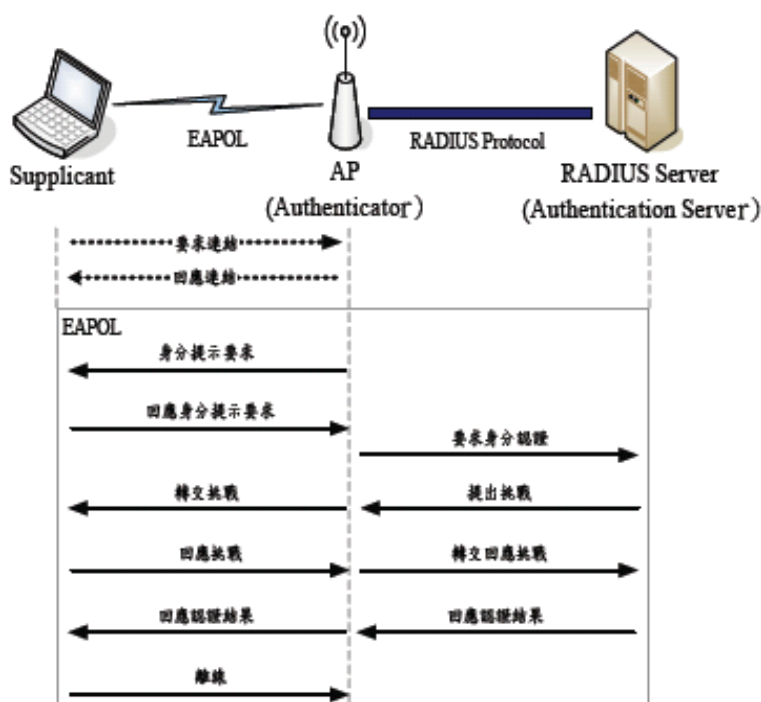 EAPOL
RADIUS Protocol
Supplicant
AP
(Authenticator)
RADIUS Server
(Authentication Server)
要求連結
回應連結
EAPOL
身分提示要求
回應身分提示要求
要求身分認證
轉交挑戰
提出挑戰
回應挑戰
轉交回應挑戰
回應認證結果
回應認證結果
離線